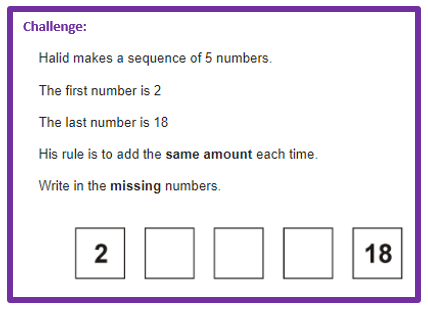 Challenge:
Halid makes a sequence of 5 numbers.
The first number is 2
The last number is 18
His rule is to add the same amount each time.
Write in the missing numbers.
2 18